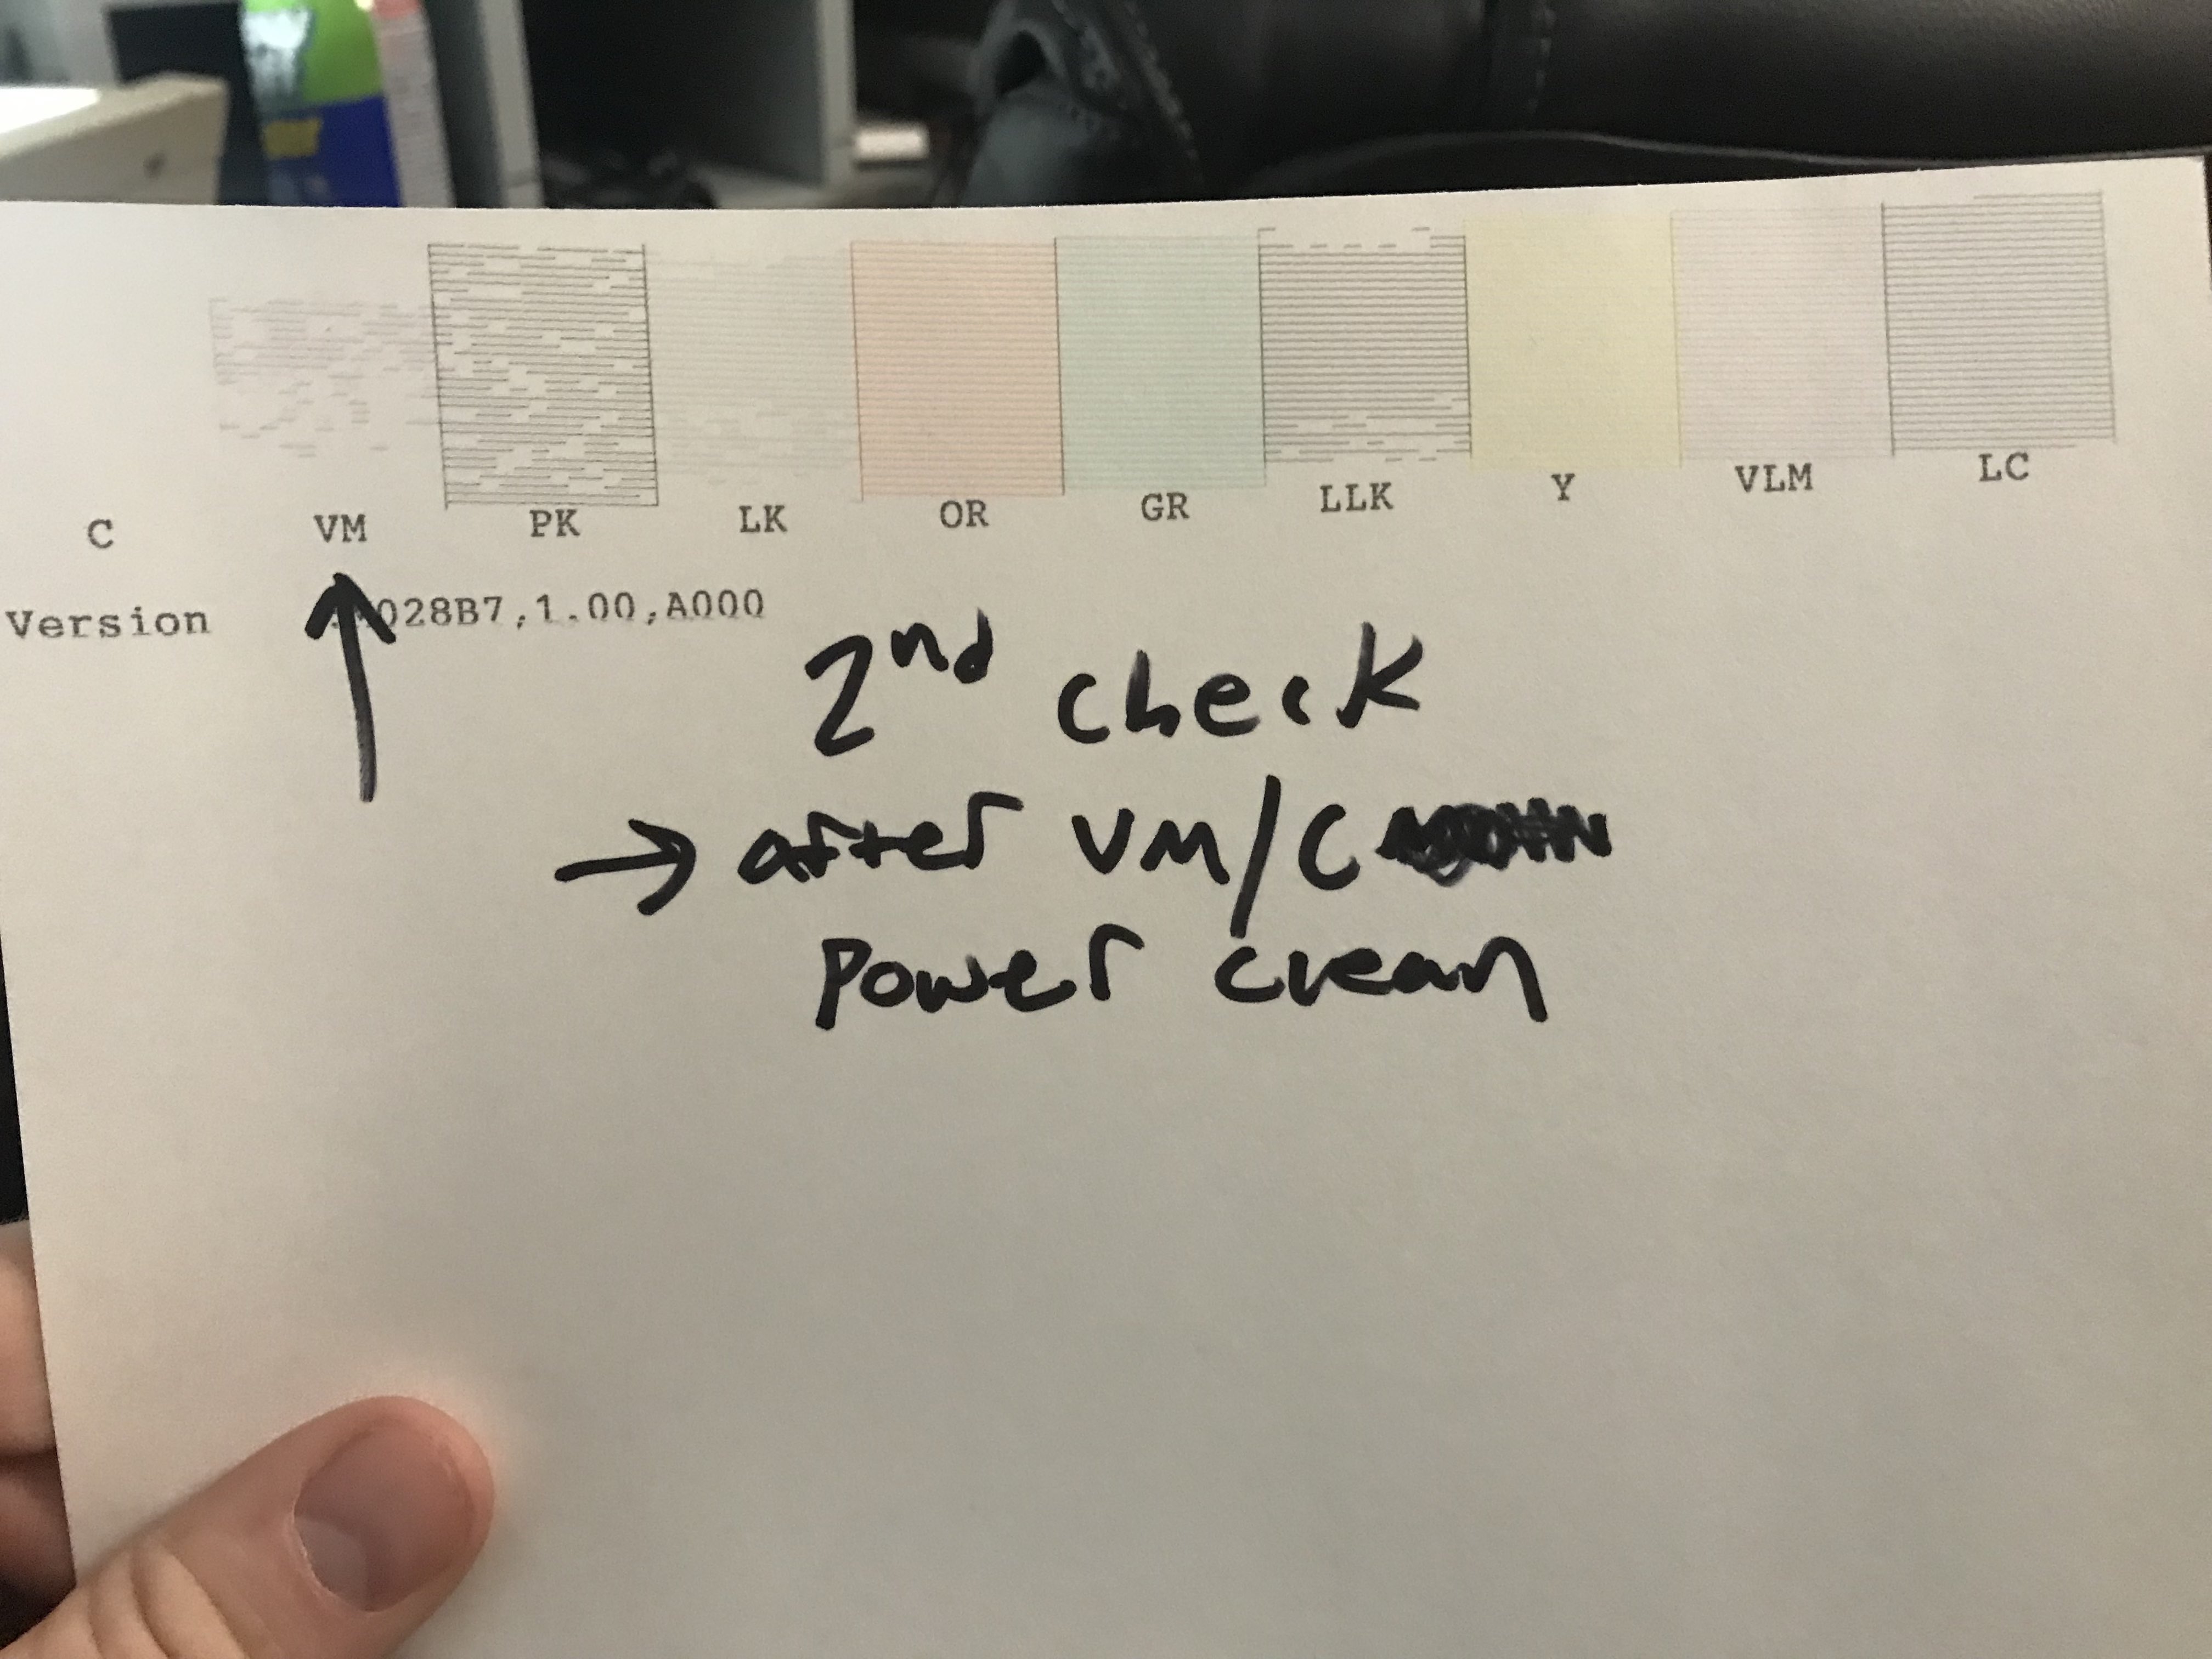 C VM PK LK OR GR LLK Y VLM LC
Version 028B7,1.00,A000
2nd check
→ after VM/C
Power clean